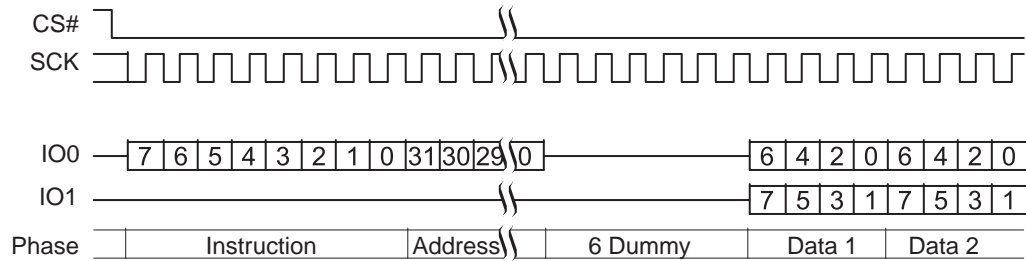 CS#
SCK
IO0 7 6 5 4 3 2 1 0 31 30 29 0 6 4 2 0 6 4 2 0
IO1 7 5 3 1 7 5 3 1
Phase Instruction Address 6 Dummy Data 1 Data 2